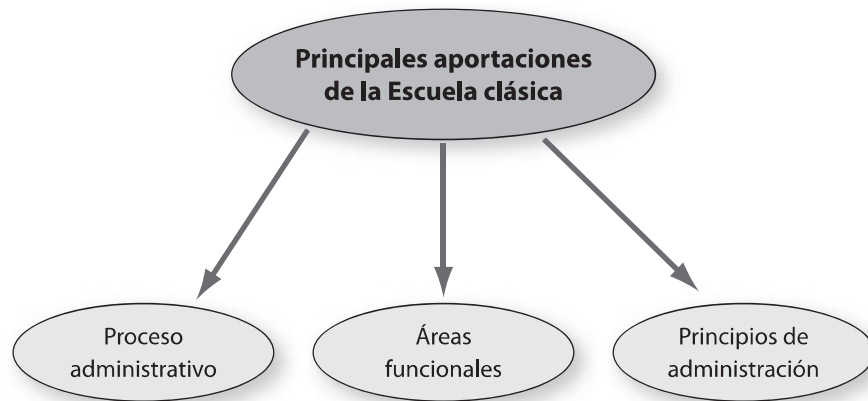 Principales aportaciones
de la Escuela clásica
Proceso
administrativo
Áreas
funcionales
Principios de
administración